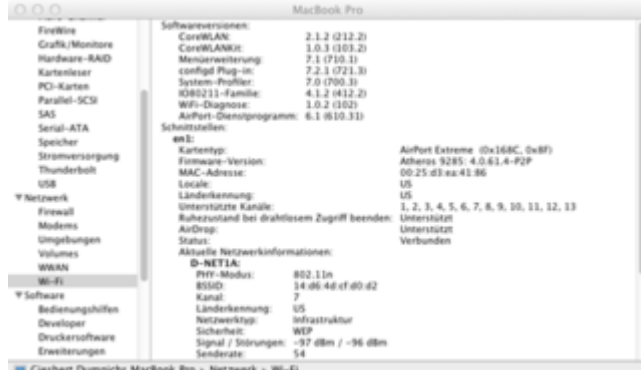 MacBook Pro
FireWire
Grafik/Monitore
Hardware-RAID
Kartenleser
PCI-Karten
Parallel-SCSI
SAS
Serial-ATA
Speicher
Stromversorgung
Thunderbolt
USB
Netzwerk
Firewall
Modems
Umgebungen
Volumes
WWAN
Wi-Fi
Software
Bedienungshilfen
Developer
Druckersoftware
Erweiterungen
Softwareversionen:
CoreWLAN: 2.1.2 (212.2)
CoreWLANKit: 1.0.3 (103.2)
Menüerweiterung: 7.1 (710.1)
configd Plug-in: 7.2.1 (721.3)
System-Profiler: 7.0 (700.3)
IO80211-Familie: 4.1.2 (412.2)
WiFi-Diagnose: 1.0.2 (102)
AirPort-Dienstprogramm: 6.1 (610.31)
Schnittstellen:
en1:
Kartentyp: AirPort Extreme (0x168C, 0x8F)
Firmware-Version: Atheros 9285: 4.0.61.4-P2P
MAC-Adresse: 00:25:d3:ea:41:86
Locale: US
Länderkennung: US
Unterstützte Kanäle: 1, 2, 3, 4, 5, 6, 7, 8, 9, 10, 11, 12, 13
Ruhezustand bei drahtlosem Zugriff beenden: Unterstützt
AirDrop: Unterstützt
Status: Verbunden
Aktuelle Netzwerkinformationen:
D-NET1A:
PHY-Modus: 802.11n
BSSID: 14:d6:4d:cf:d0:d2
Kanal: 7
Länderkennung: US
Netzwerktyp: Infrastruktur
Sicherheit: WEP
Signal / Störungen: -97 dBm / -96 dBm
Senderate: 54
MacBook Pro ▸ Netzwerk ▸ Wi-Fi